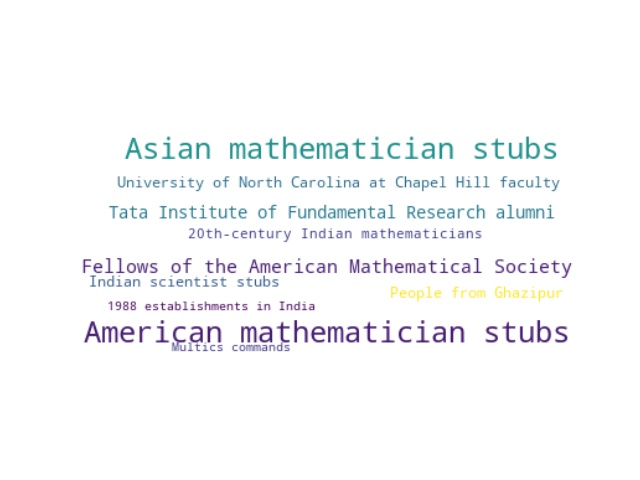 Asian mathematician stubs
University of North Carolina at Chapel Hill faculty
Tata Institute of Fundamental Research alumni
20th-century Indian mathematicians
Fellows of the American Mathematical Society
Indian scientist stubs
People from Ghazipur
1988 establishments in India
American mathematician stubs
Multics commands